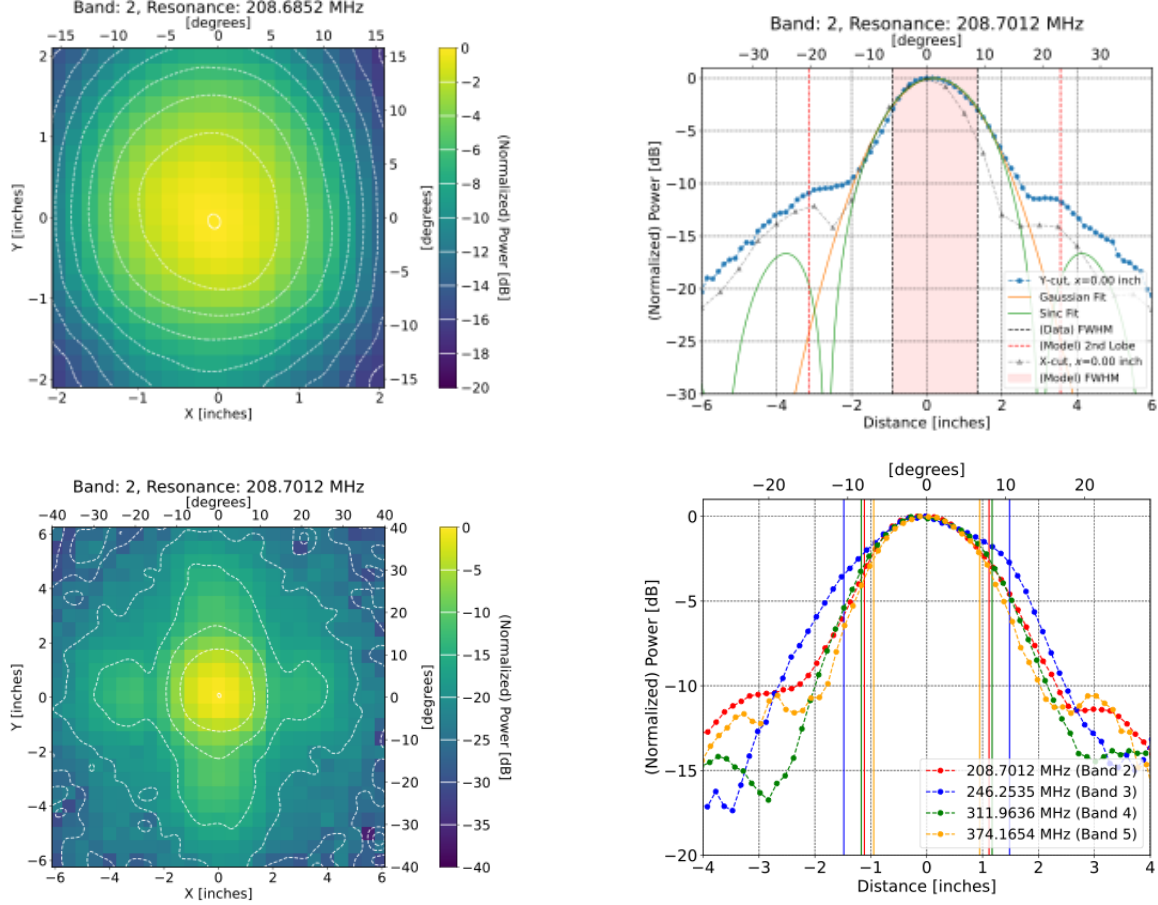 Band: 2, Resonance: 208.6852 MHz
[degrees]
−15 −10 −5 0 5 10 15
2
1
0
−1
−2
Y [inches]
15
10
5
0
−5
−10
−15
[degrees]
−2 −1 0 1 2
X [inches]
0
−2
−4
−6
−8
−10
−12
−14
−16
−18
−20
(Normalized) Power [dB]
Band: 2, Resonance: 208.7012 MHz
[degrees]
−30 −20 −10 0 10 20 30
0
−5
−10
−15
−20
−25
−30
(Normalized) Power [dB]
Y-cut, x=0.00 inch
Gaussian Fit
Sinc Fit
(Data) FWHM
(Model) 2nd Lobe
X-cut, x=0.00 inch
(Model) FWHM
−6 −4 −2 0 2 4 6
Distance [inches]
Band: 2, Resonance: 208.7012 MHz
[degrees]
−40 −30 −20 −10 0 10 20 30 40
6
4
2
0
−2
−4
−6
Y [inches]
40
30
20
10
0
−10
−20
−30
−40
[degrees]
−6 −4 −2 0 2 4 6
X [inches]
0
−5
−10
−15
−20
−25
−30
−35
−40
(Normalized) Power [dB]
[degrees]
−20 −10 0 10 20
0
−5
−10
−15
−20
(Normalized) Power [dB]
208.7012 MHz (Band 2)
246.2535 MHz (Band 3)
311.9636 MHz (Band 4)
374.1654 MHz (Band 5)
−4 −3 −2 −1 0 1 2 3 4
Distance [inches]